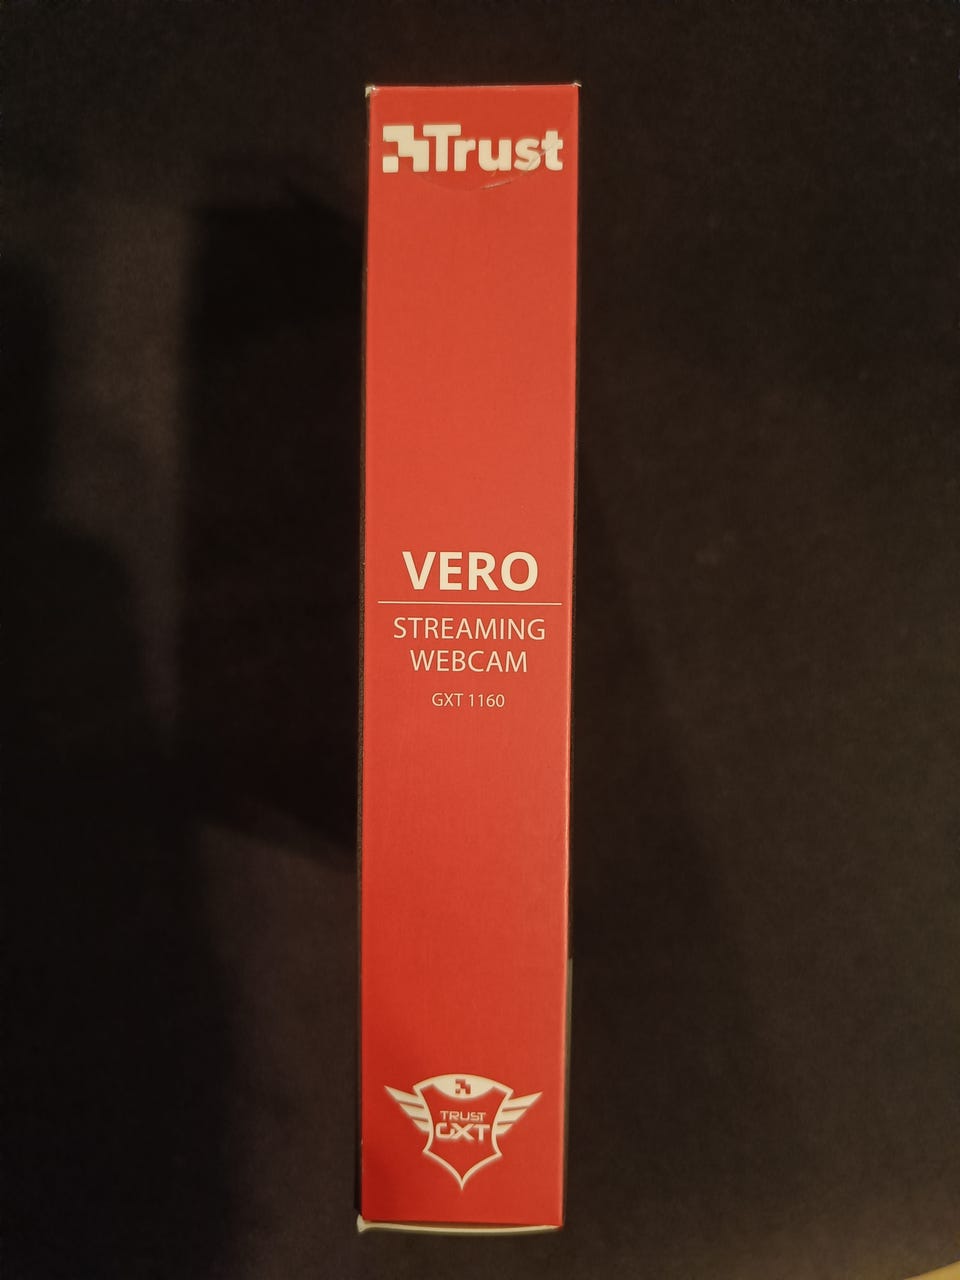 Trust
VERO
STREAMING
WEBCAM
GXT 1160
TRUST
GXT